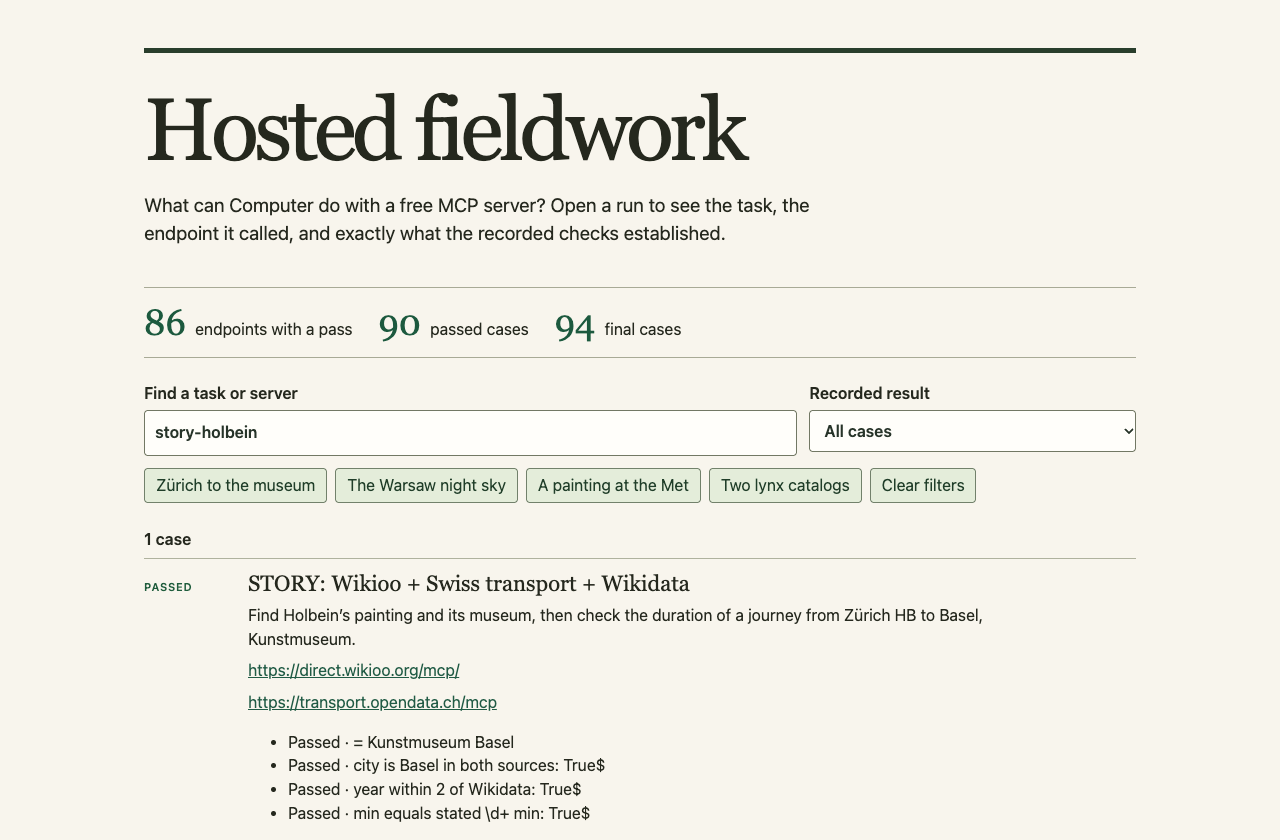 Hosted fieldwork
What can Computer do with a free MCP server? Open a run to see the task, the
endpoint it called, and exactly what the recorded checks established.
86 endpoints with a pass 90 passed cases 94 final cases
Find a task or server Recorded result
story-holbein All cases
Zürich to the museum The Warsaw night sky A painting at the Met Two lynx catalogs Clear filters
1 case
PASSED STORY: Wikioo + Swiss transport + Wikidata
Find Holbein’s painting and its museum, then check the duration of a journey from Zürich HB to Basel,
Kunstmuseum.
https://direct.wikioo.org/mcp/
https://transport.opendata.ch/mcp
• Passed · = Kunstmuseum Basel
• Passed · city is Basel in both sources: True$
• Passed · year within 2 of Wikidata: True$
• Passed · min equals stated \d+ min: True$